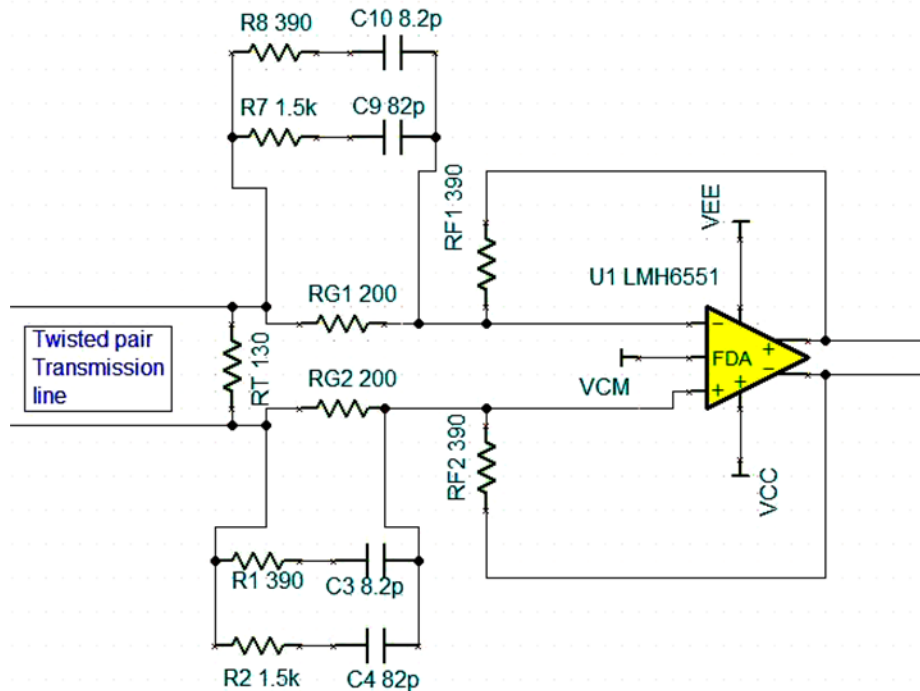 R8 390
C10 8.2p
R7 1.5k
C9 82p
RF1 390
VEE
U1 LMH6551
RG1 200
Twisted pair
Transmission
line
RT 130
RG2 200
VCM
FDA
RF2 390
VCC
R1 390
C3 8.2p
R2 1.5k
C4 82p